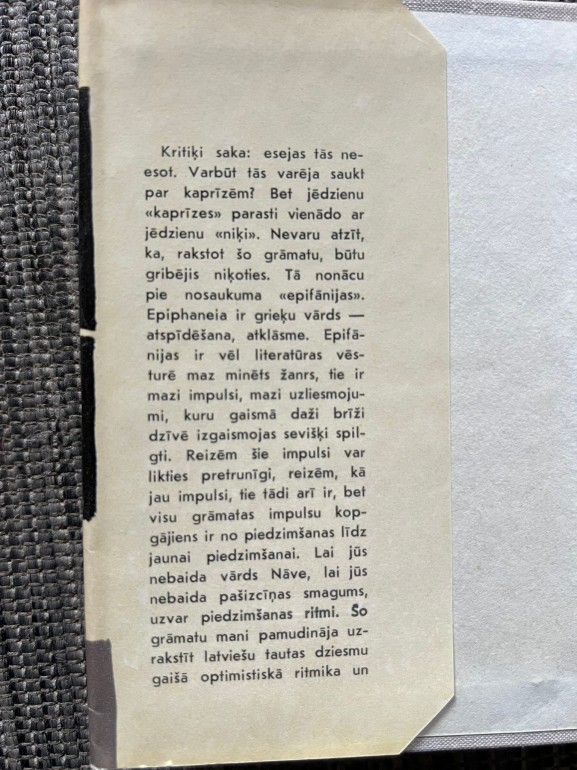 Kritiķi saka: esejas tās ne-
esot. Varbūt tās varēja saukt
par kaprīzēm? Bet jēdzienu
«kaprīzes» parasti vienādo ar
jēdzienu «niķi». Nevaru atzīt,
ka, rakstot šo grāmatu, būtu
gribējis niķoties. Tā nonācu
pie nosaukuma «epifānijas».
Epiphaneia ir grieķu vārds —
atspīdēšana, atklāsme. Epifā-
nijas ir vēl literatūras vēs-
turē maz minēts žanrs, tie ir
mazi impulsi, mazi uzliesmoju-
mi, kuru gaismā daži brīži
dzīvē izgaismojas sevišķi spil-
gti. Reizēm šie impulsi var
likties pretrunīgi, reizēm, kā
jau impulsi, tie tādi arī ir, bet
visu grāmatas impulsu kop-
gājiens ir no piedzimšanas līdz
jaunai piedzimšanai. Lai jūs
nebaida vārds Nāve, lai jūs
nebaida pašizcīņas smagums,
uzvar piedzimšanas ritmi. Šo
grāmatu mani pamudināja uz-
rakstīt latviešu tautas dziesmu
gaišā optimistiskā ritmika un